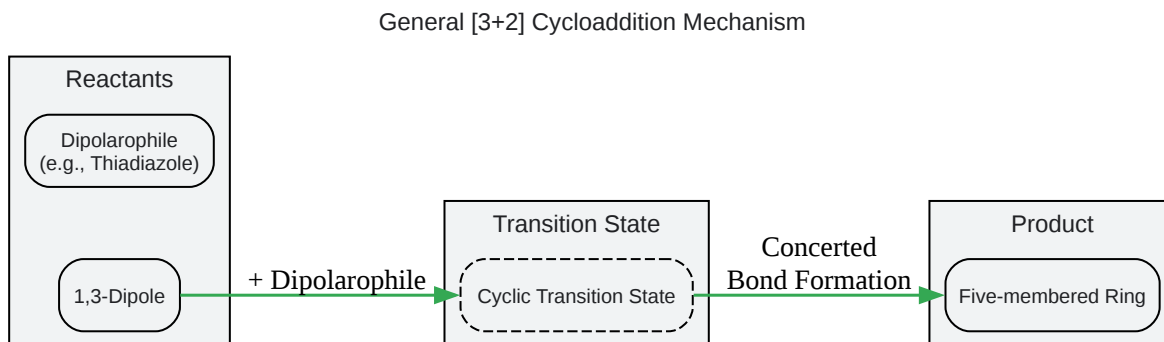 General [3+2] Cycloaddition Mechanism
Reactants
Dipolarophile
(e.g., Thiadiazole)
1,3-Dipole
+ Dipolarophile
Transition State
Cyclic Transition State
Concerted
Bond Formation
Product
Five-membered Ring